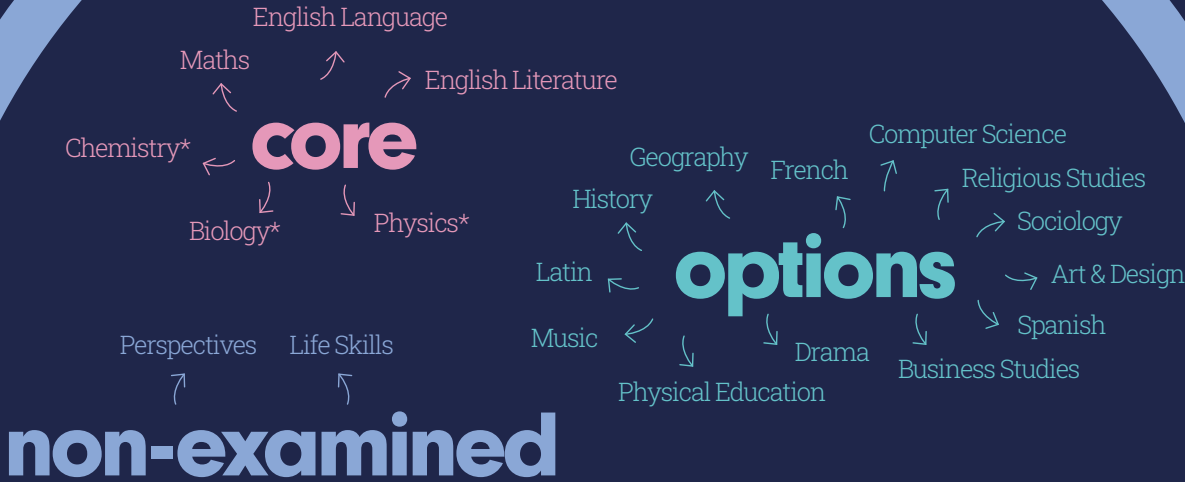 English Language
Maths
English Literature
core
Chemistry*
Biology*
Physics*
Computer Science
Geography
French
Religious Studies
History
Sociology
options
Latin
Art & Design
Music
Spanish
Drama
Business Studies
Physical Education
Perspectives
Life Skills
non-examined